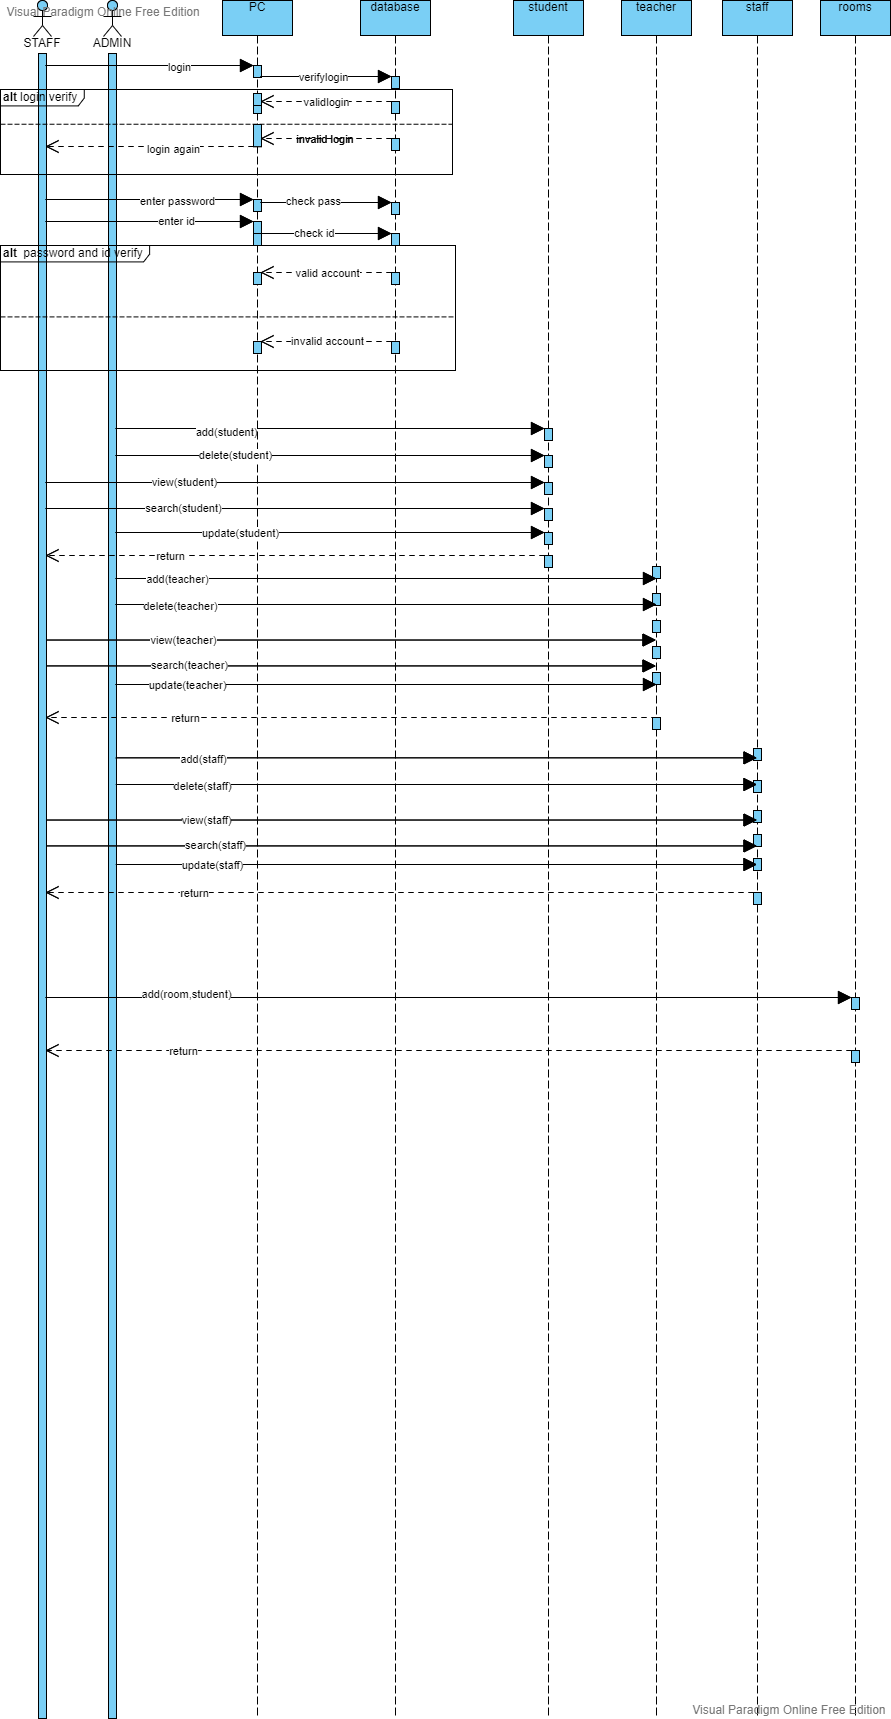 Visual Paradigm Online Free Edition
PC
database
student
teacher
staff
rooms
STAFF
ADMIN
login
verifylogin
alt login verify
validlogin
invalid login
login again
enter password
check pass
enter id
check id
alt password and id verify
valid account
invalid account
add(student)
delete(student)
view(student)
search(student)
update(student)
return
add(teacher)
delete(teacher)
view(teacher)
search(teacher)
update(teacher)
return
add(staff)
delete(staff)
view(staff)
search(staff)
update(staff)
return
add(room,student)
return
Visual Paradigm Online Free Edition